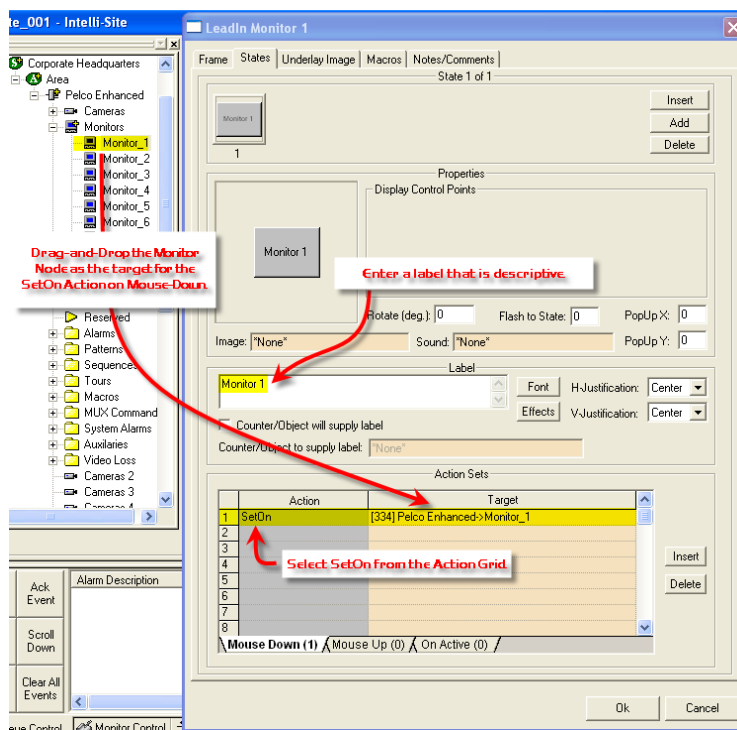 te_001 - Intelli-Site
Corporate Headquarters
Area
Pelco Enhanced
Cameras
Monitors
Monitor_1
Monitor_2
Monitor_3
Monitor_4
Monitor_5
Monitor_6
Drag-and-Drop the Monitor
Node as the target for the
SetOn Action on Mouse-Down.
Reserved
Alarms
Patterns
Sequences
Tours
Macros
MUX Command
System Alarms
Auxilaries
Video Loss
Cameras 2
Cameras 3
Cameras 4
Ack
Event
Alarm Description
Scroll
Down
Clear All
Events
eue Control
Monitor Control
LeadIn Monitor 1
Frame
States
Underlay Image
Macros
Notes/Comments
State 1 of 1
Monitor 1
1
Insert
Add
Delete
Properties
Display Control Points
Monitor 1
Enter a label that is descriptive.
Rotate (deg.): 0
Flash to State: 0
PopUp X: 0
Image: "None"
Sound: "None"
PopUp Y: 0
Label
Monitor 1
Font
H-Justification: Center
Effects
V-Justification: Center
Counter/Object will supply label
Counter/Object to supply label: "None"
Action Sets
Action
Target
1 SetOn [334] Pelco Enhanced->Monitor_1
2
3
4
5
6
7
8
Select SetOn from the Action Grid.
Insert
Delete
Mouse Down (1)
Mouse Up (0)
On Active (0)
Ok
Cancel